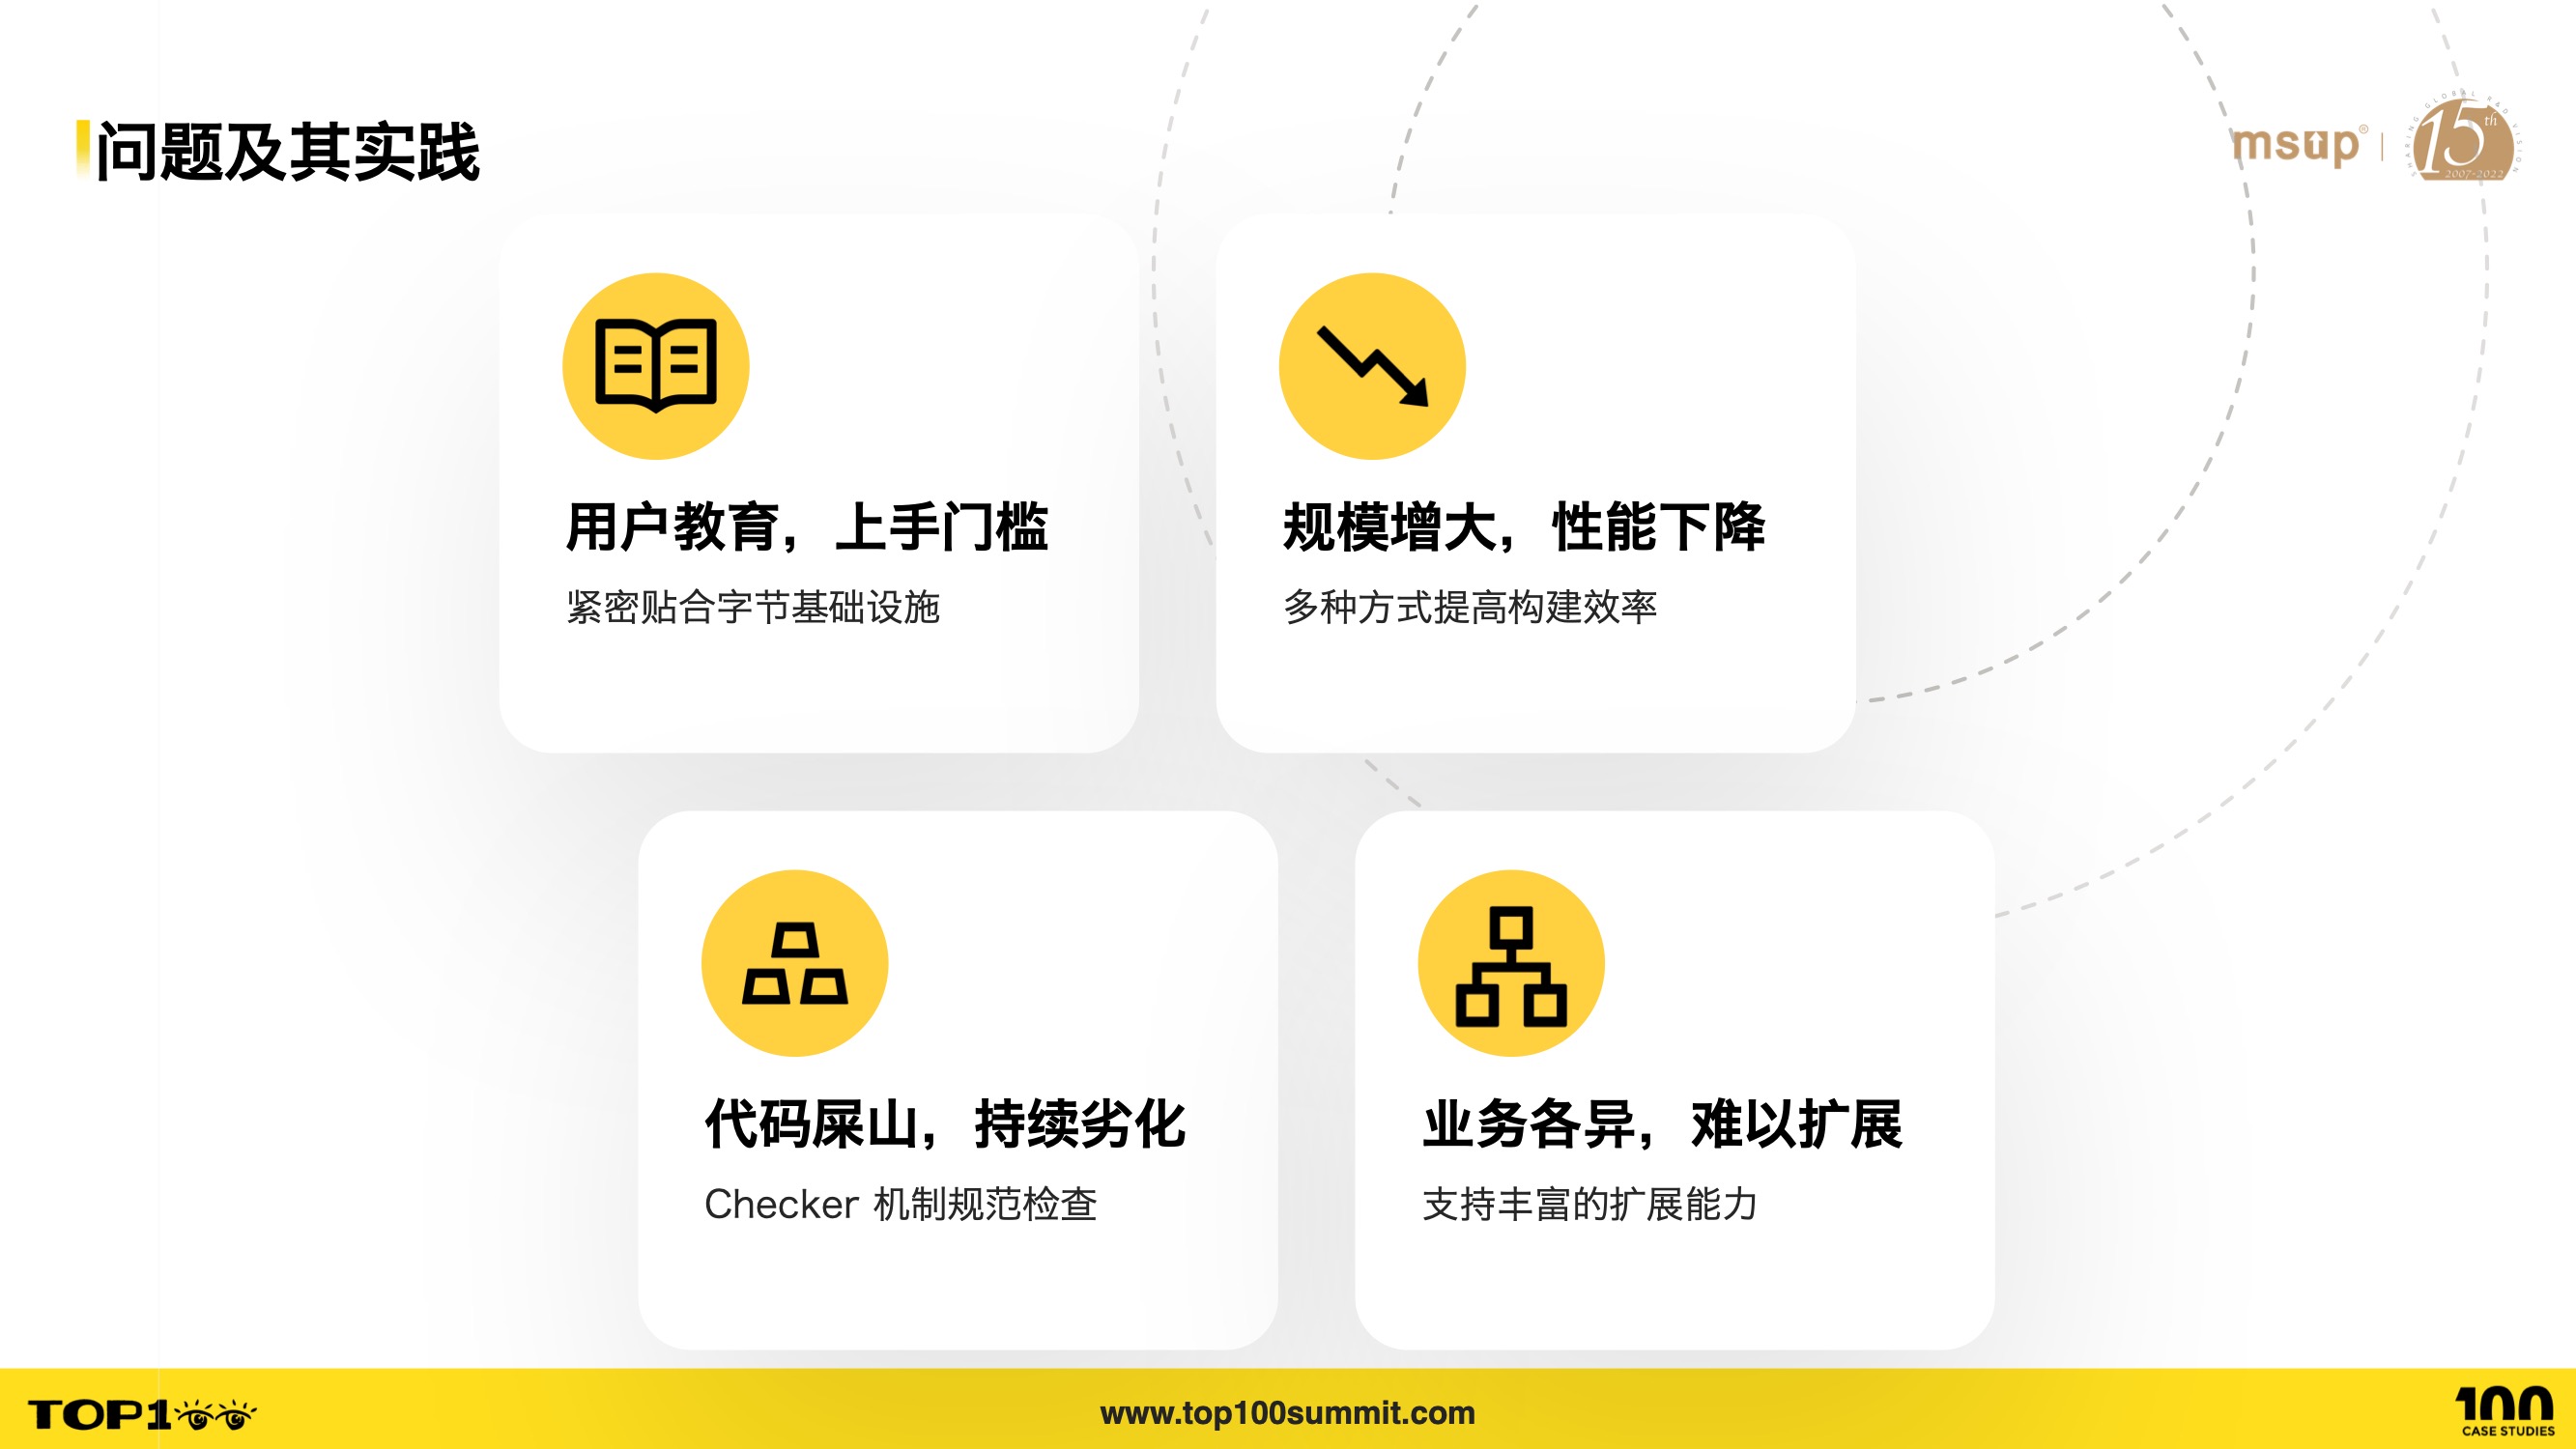 问题及其实践
msup®
SHARING GLOBAL R&D VISION
15th
2007-2022
用户教育，上手门槛
紧密贴合字节基础设施
规模增大，性能下降
多种方式提高构建效率
代码屎山，持续劣化
Checker 机制规范检查
业务各异，难以扩展
支持丰富的扩展能力
TOP100
www.top100summit.com
100
CASE STUDIES